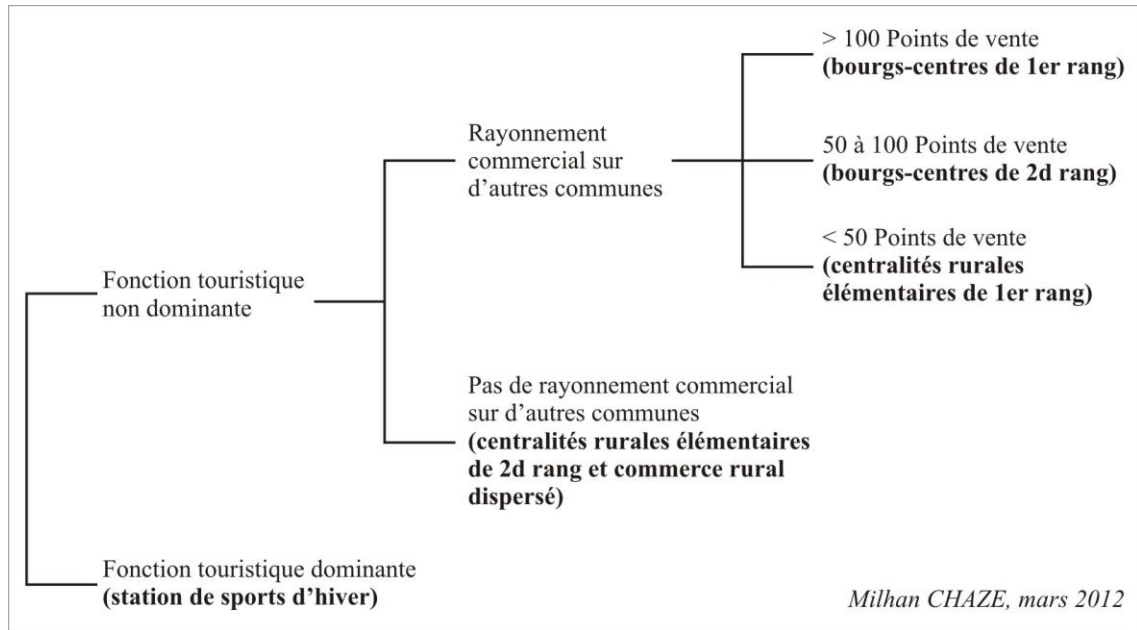 > 100 Points de vente
(bourgs-centres de 1er rang)
Rayonnement
commercial sur
d'autres communes
50 à 100 Points de vente
(bourgs-centres de 2d rang)
< 50 Points de vente
(centralités rurales
élémentaires de 1er rang)
Fonction touristique
non dominante
Pas de rayonnement commercial
sur d'autres communes
(centralités rurales élémentaires
de 2d rang et commerce rural
dispersé)
Fonction touristique dominante
(station de sports d'hiver)
Milhan CHAZE, mars 2012